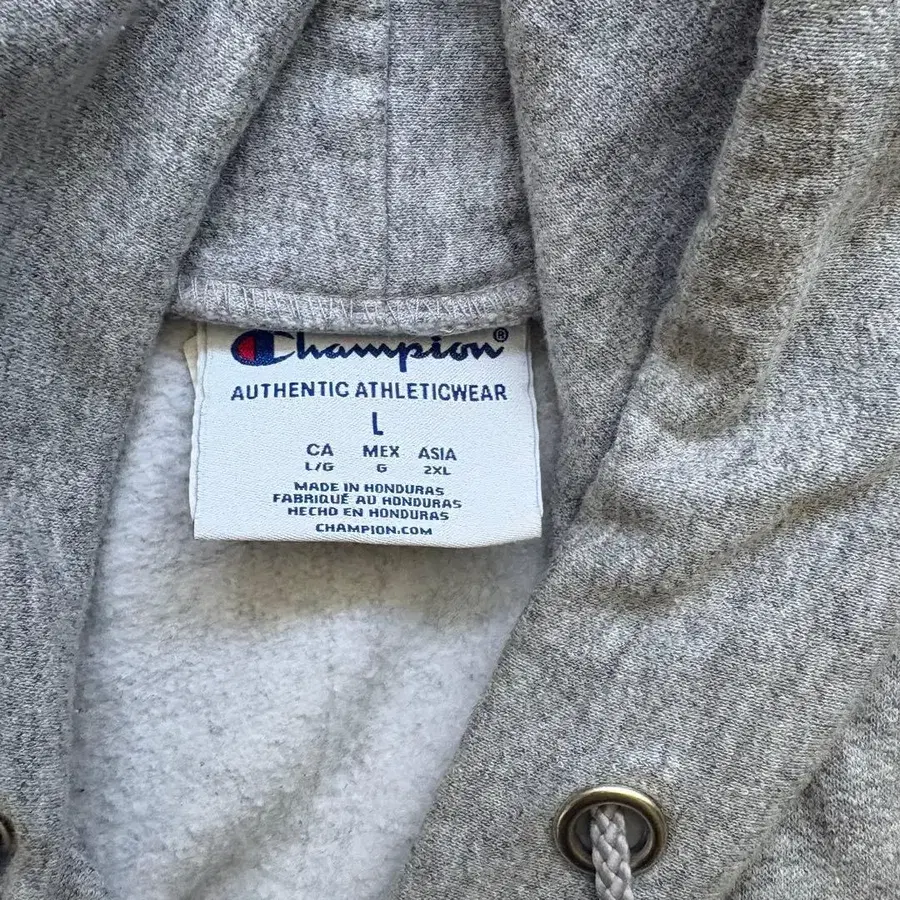 Champion®
AUTHENTIC ATHLETICWEAR
L
CA MEX ASIA
L/G G 2XL
MADE IN HONDURAS
FABRIQUÉ AU HONDURAS
HECHO EN HONDURAS
CHAMPION.COM